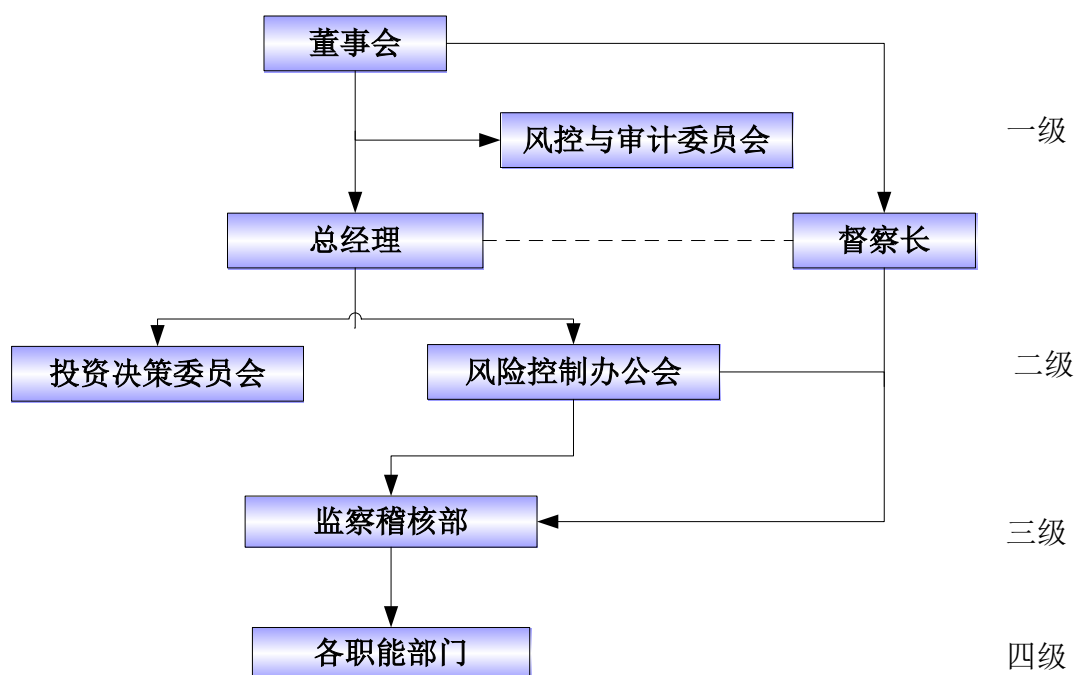 董事会
风控与审计委员会
一级
总经理
督察长
投资决策委员会
风险控制办公会
二级
监察稽核部
三级
各职能部门
四级